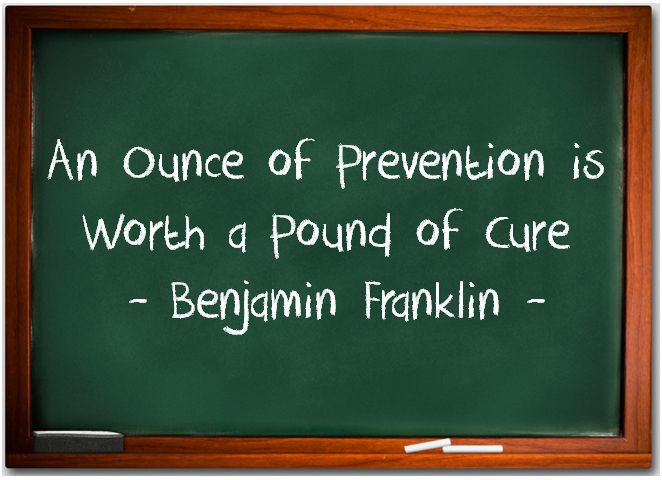 An Ounce of Prevention is
Worth a Pound of Cure
- Benjamin Franklin -